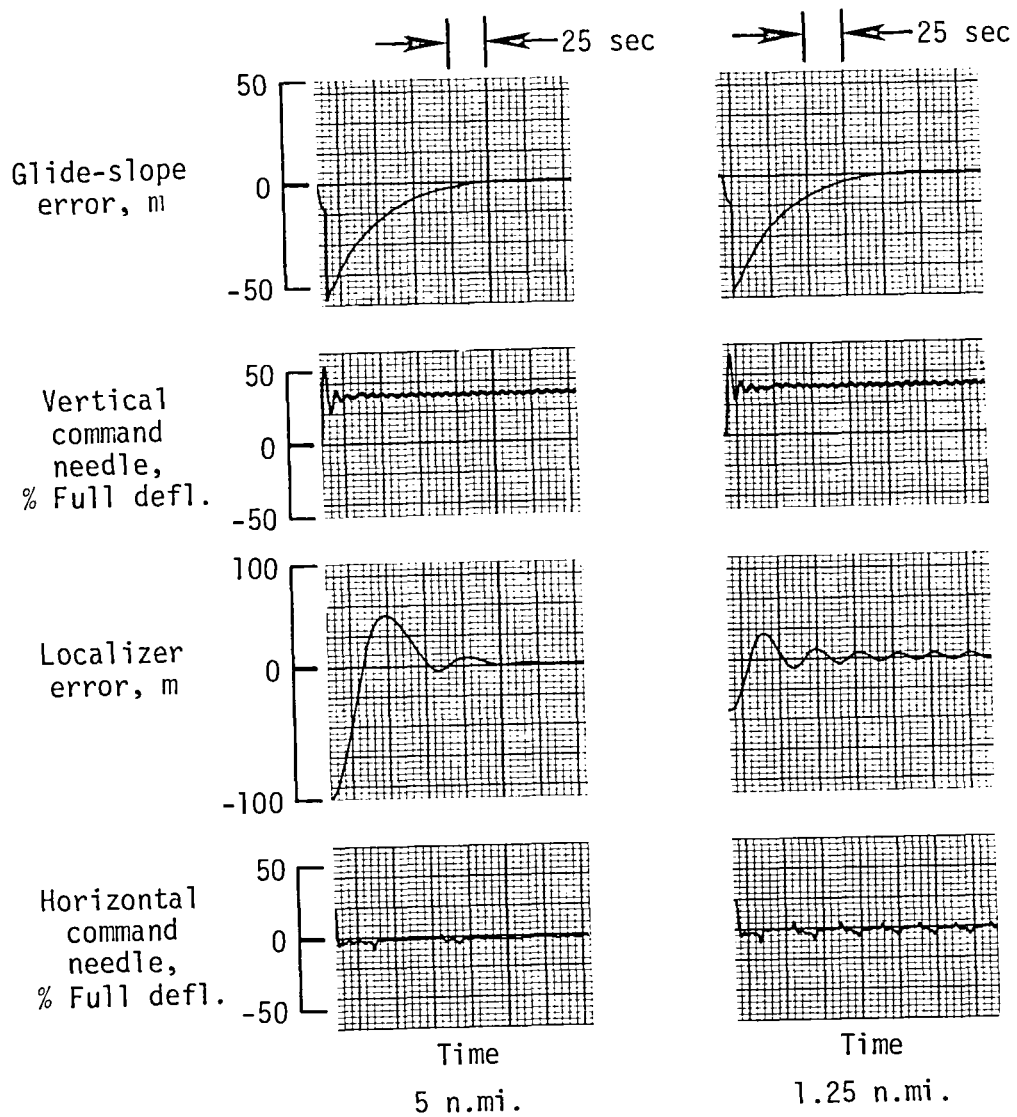 25 sec
25 sec
50
Glide-slope
error, m
0
-50
50
Vertical
command
needle,
% Full defl.
0
-50
100
Localizer
error, m
0
-100
50
Horizontal
command
needle,
% Full defl.
0
-50
Time
Time
5 n.mi.
1.25 n.mi.